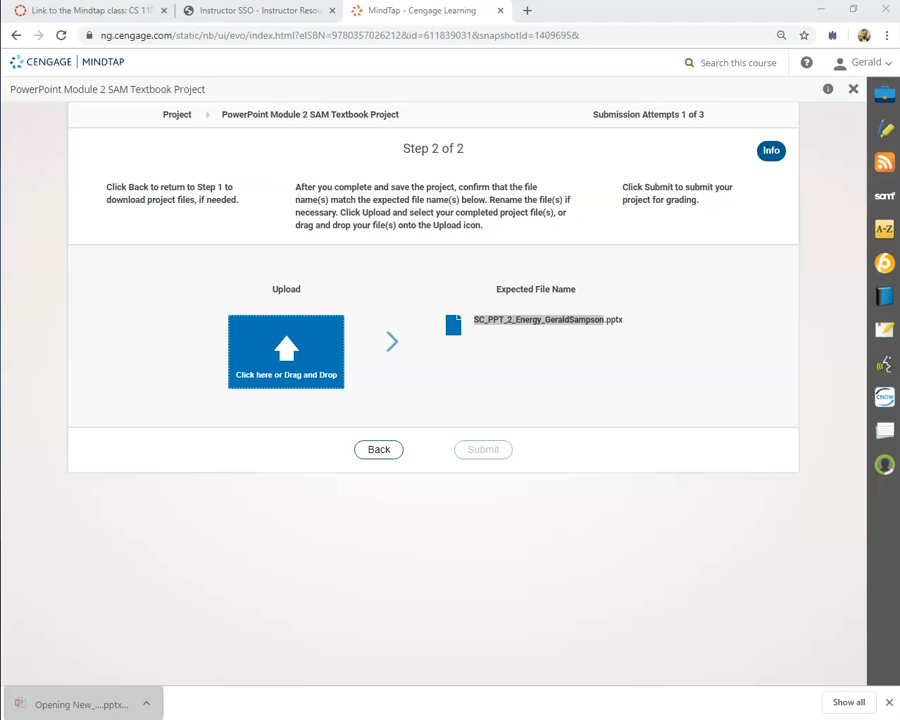 Link to the Mindtap class: CS 110
Instructor SSO - Instructor Resou
MindTap - Cengage Learning
ng.cengage.com/static/nb/ui/evo/index.html?eISBN=9780357026212&id=611839031&snapshotId=1409695&
CENGAGE | MINDTAP
Search this course
Gerald
PowerPoint Module 2 SAM Textbook Project
Project
PowerPoint Module 2 SAM Textbook Project
Submission Attempts 1 of 3
Step 2 of 2
Info
Click Back to return to Step 1 to
download project files, if needed.
After you complete and save the project, confirm that the file
name(s) match the expected file name(s) below. Rename the file(s) if
necessary. Click Upload and select your completed project file(s), or
drag and drop your file(s) onto the Upload icon.
Click Submit to submit your
project for grading.
Upload
Expected File Name
Click here or Drag and Drop
SC_PPT_2_Energy_GeraldSampson.pptx
Back
Submit
sam
A-Z
CNOW
Opening New_....pptx...
Show all